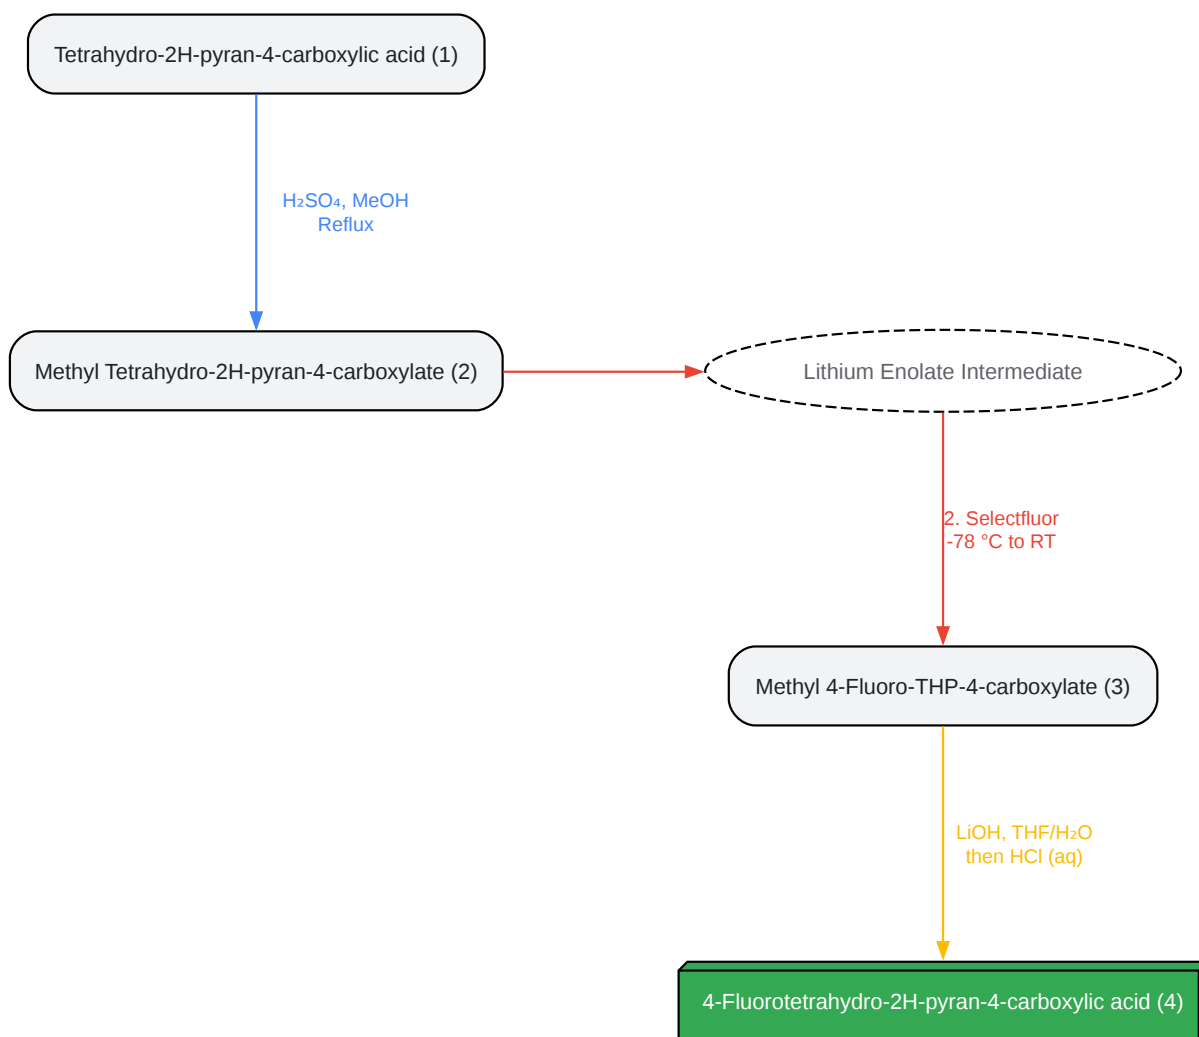 Tetrahydro-2H-pyran-4-carboxylic acid (1)
H₂SO₄, MeOH
Reflux
Methyl Tetrahydro-2H-pyran-4-carboxylate (2)
Lithium Enolate Intermediate
2. Selectfluor
-78 °C to RT
Methyl 4-Fluoro-THP-4-carboxylate (3)
LiOH, THF/H₂O
then HCl (aq)
4-Fluorotetrahydro-2H-pyran-4-carboxylic acid (4)